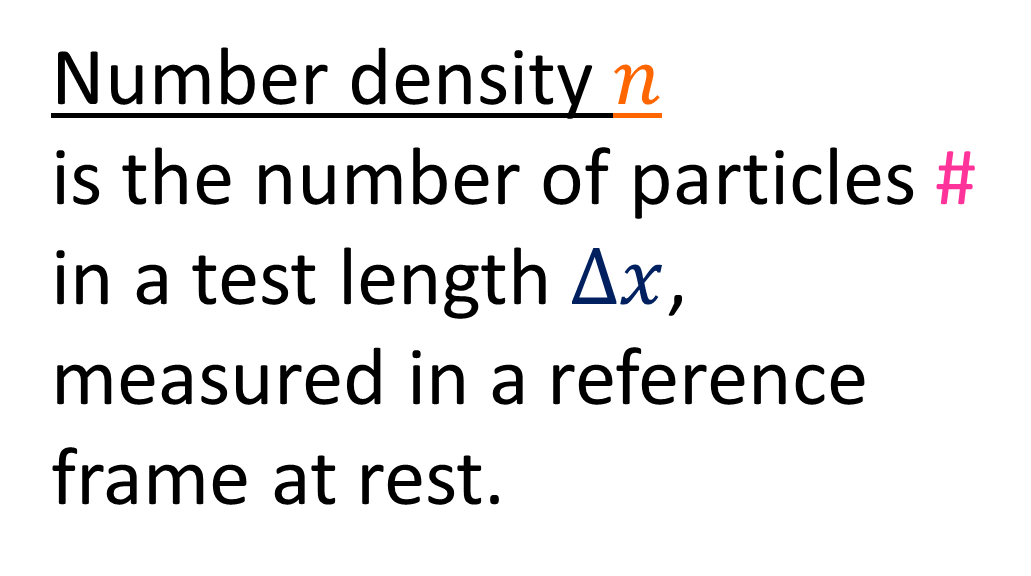 Number density n
is the number of particles #
in a test length Δx,
measured in a reference
frame at rest.